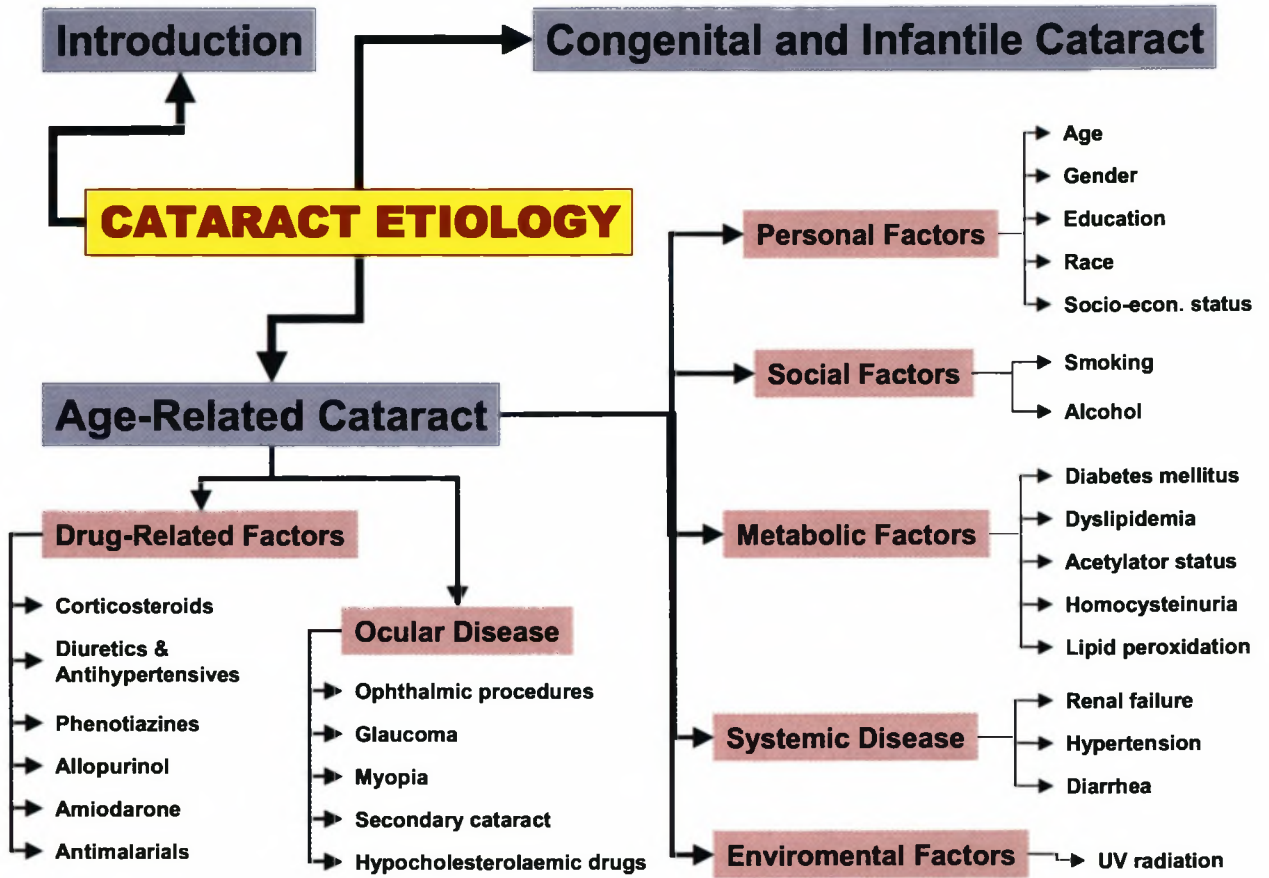 Introduction
Congenital and Infantile Cataract
CATARACT ETIOLOGY
Age-Related Cataract
Drug-Related Factors
Corticosteroids
Diuretics &
Antihypertensives
Phenotiazines
Allopurinol
Amiodarone
Antimalarials
Ocular Disease
Ophthalmic procedures
Glaucoma
Myopia
Secondary cataract
Hypocholesterolaemic drugs
Personal Factors
Age
Gender
Education
Race
Socio-econ. status
Social Factors
Smoking
Alcohol
Metabolic Factors
Diabetes mellitus
Dyslipidemia
Acetylator status
Homocysteinuria
Lipid peroxidation
Systemic Disease
Renal failure
Hypertension
Diarrhea
Enviromental Factors
UV radiation